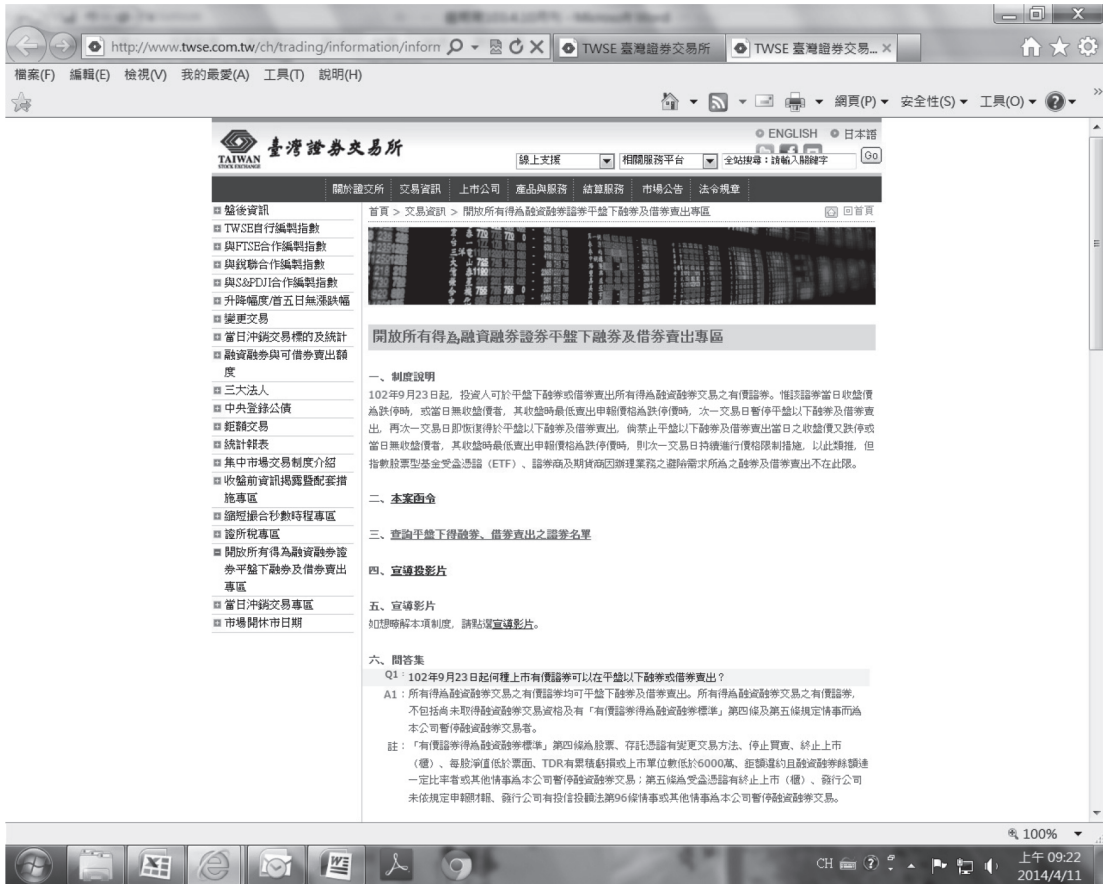 http://www.twse.com.tw/ch/trading/information/inforn
TWSE 臺灣證券交易所
TWSE 臺灣證券交易...
檔案(F) 編輯(E) 檢視(V) 我的最愛(A) 工具(T) 說明(H)
網頁(P) 安全性(S) 工具(O)
TAIWAN
STOCK EXCHANGE
臺灣證券交易所
ENGLISH 日本語
線上支援 相關服務平台 全站搜尋：請輸入關鍵字 Go
關於證交所 交易資訊 上市公司 產品與服務 結算服務 市場公告 法令規章
盤後資訊
TWSE自行編製指數
與FTSE合作編製指數
與銳聯合作編製指數
與S&PDJI合作編製指數
升降幅度/首五日無漲跌幅
變更交易
當日沖銷交易標的及統計
融資融券與可借券賣出額
度
三大法人
中央登錄公債
鉅額交易
統計報表
集中市場交易制度介紹
收盤前資訊揭露暨配套措
施專區
縮短撮合秒數時程專區
證所稅專區
開放所有得為融資融券證
券平盤下融券及借券賣出
專區
當日沖銷交易專區
市場開休市日期
首頁 > 交易資訊 > 開放所有得為融資融券證券平盤下融券及借券賣出專區 回首頁
開放所有得為融資融券證券平盤下融券及借券賣出專區
一、制度說明
102年9月23日起，投資人可於平盤下融券或借券賣出所有得為融資融券交易之有價證券。惟該證券當日收盤價
為跌停時，或當日無收盤價者，其收盤時最低賣出申報價格為跌停價時，次一交易日暫停平盤以下融券及借券賣
出，再次一交易日即恢復得於平盤以下融券及借券賣出，倘禁止平盤以下融券及借券賣出當日之收盤價又跌停或
當日無收盤價者，其收盤時最低賣出申報價格為跌停價時，則次一交易日持續進行價格限制措施，以此類推，但
指數股票型基金受益憑證（ETF）、證券商及期貨商因辦理業務之避險需求所為之融券及借券賣出不在此限。
二、本案函令
三、查詢平盤下得融券、借券賣出之證券名單
四、宣導投影片
五、宣導影片
如想瞭解本項制度，請點選宣導影片。
六、問答集
Q1：102年9月23日起何種上市有價證券可以在平盤以下融券或借券賣出？
A1：所有得為融資融券交易之有價證券均可平盤下融券及借券賣出。所有得為融資融券交易之有價證券，
不包括尚未取得融資融券交易資格及有「有價證券得為融資融券標準」第四條及第五條規定情事而為
本公司暫停融資融券交易者。
註：「有價證券得為融資融券標準」第四條為股票、存託憑證有變更交易方法、停止買賣、終止上市
（櫃）、每股淨值低於票面、TDR有累積虧損或上市單位數低於6000萬、鉅額違約且融資融券餘額達
一定比率者或其他情事為本公司暫停融資融券交易；第五條為受益憑證有終止上市（櫃）、發行公司
未依規定申報財報、發行公司有投信投顧法第96條情事或其他情事為本公司暫停融資融券交易。
100%
CH 上午 09:22
2014/4/11